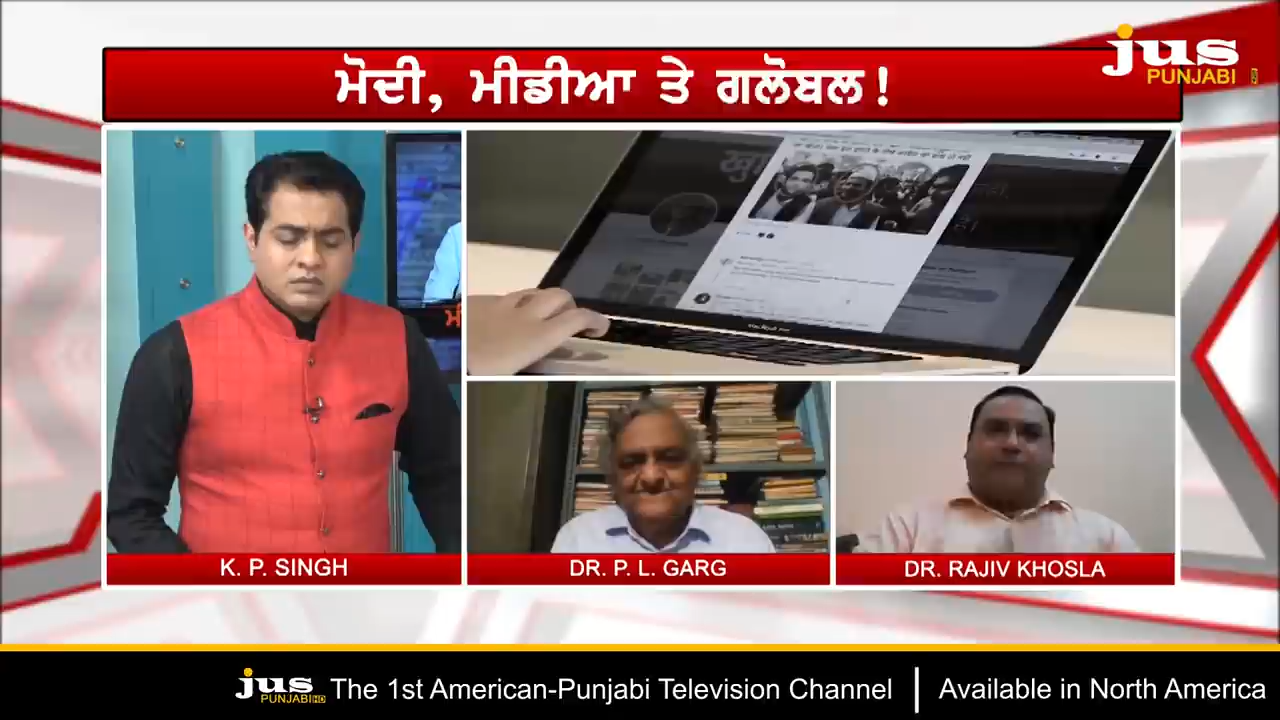 jus
PUNJABI
ਮੋਦੀ, ਮੀਡੀਆ ਤੇ ਗਲੋਬਲ!
K. P. SINGH
DR. P. L. GARG
DR. RAJIV KHOSLA
jus
PUNJABI HD
The 1st American-Punjabi Television Channel
Available in North America